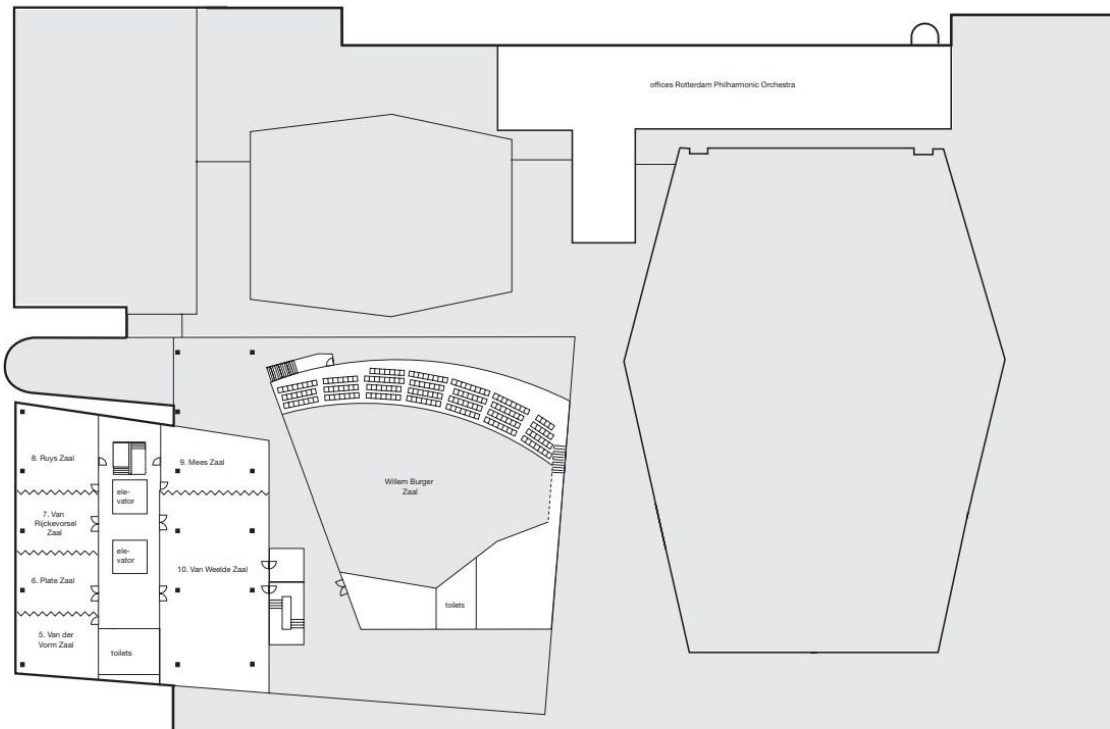 offices Rotterdam Philharmonic Orchestra
8. Ruys Zaal
9. Mees Zaal
ele-
vator
Willem Burger
Zaal
7. Van
Rijckevorsel
Zaal
ele-
vator
10. Van Weelde Zaal
6. Plate Zaal
toilets
5. Van der
Vorm Zaal
toilets